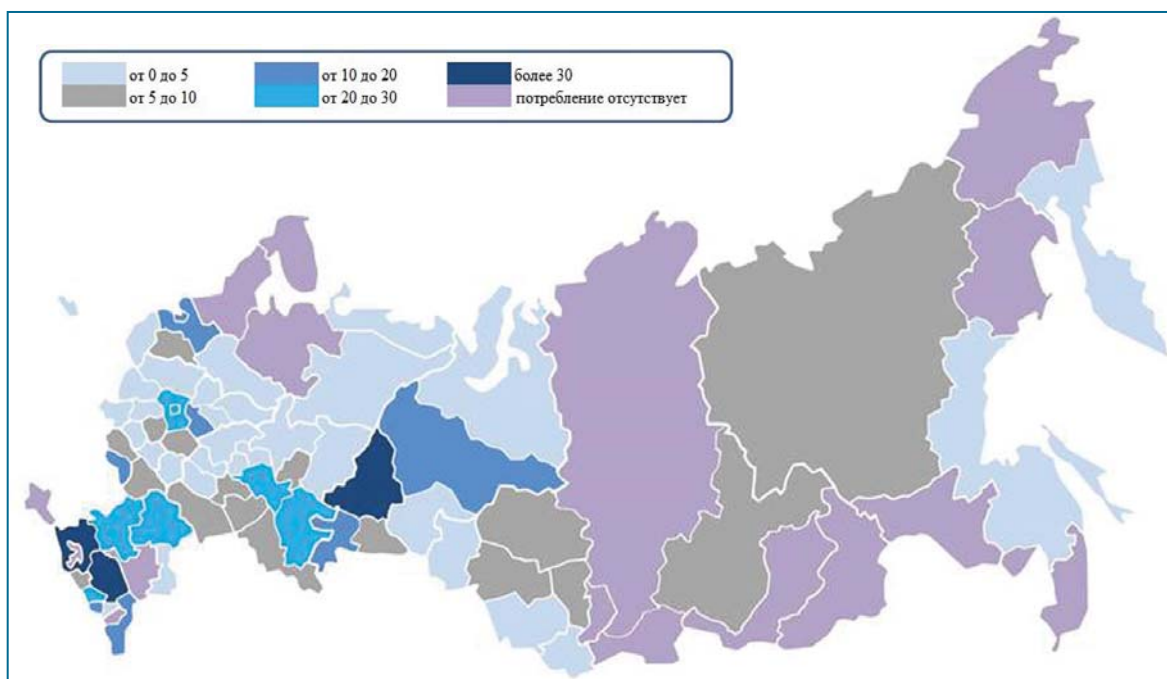 от 0 до 5
от 10 до 20
более 30
от 5 до 10
от 20 до 30
потребление отсутствует